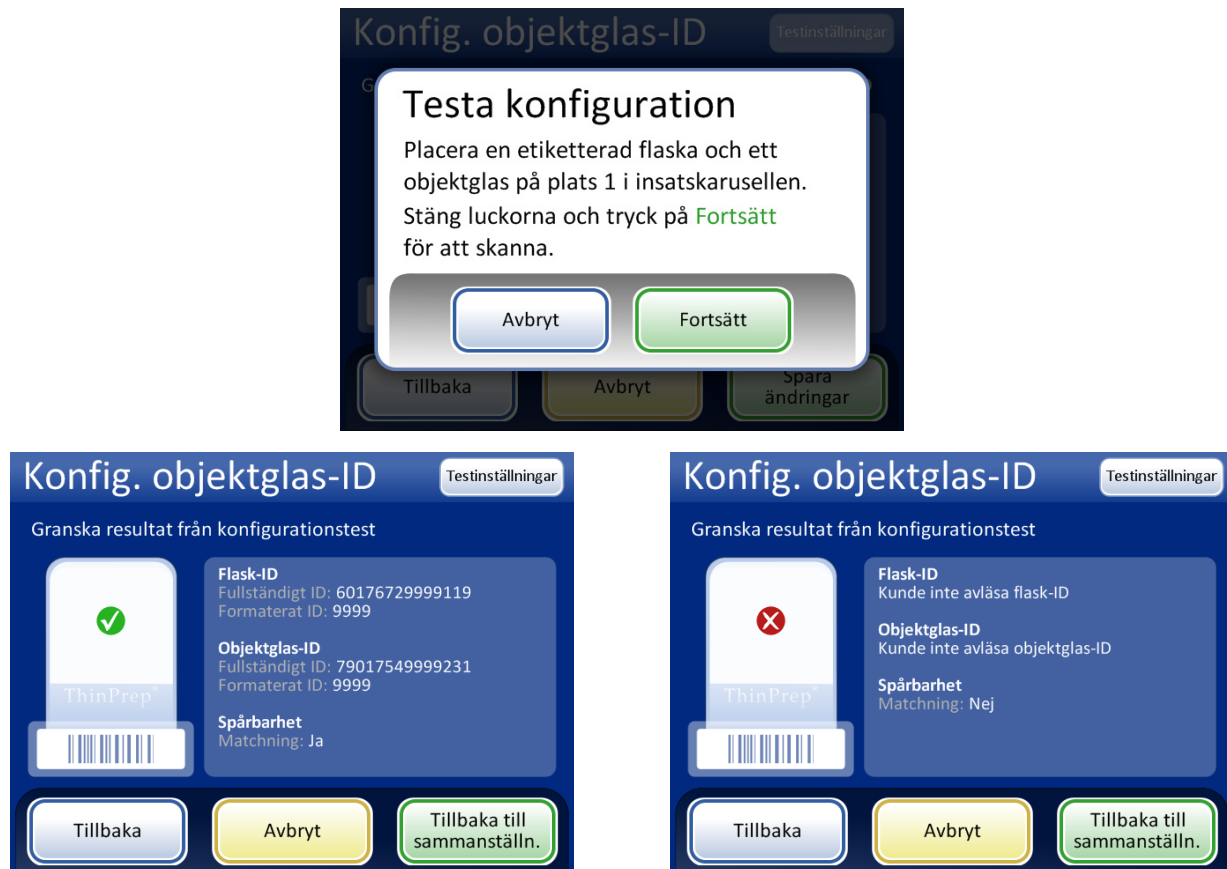 Konfig. objektglas-ID
Testinställningar
G
Testa konfiguration
Placera en etiketterad flaska och ett
objektglas på plats 1 i insatskarusellen.
Stäng luckorna och tryck på Fortsätt
för att skanna.
Avbryt
Fortsätt
Tillbaka
Avbryt
Spara
ändringar
Konfig. objektglas-ID
Testinställningar
Granska resultat från konfigurationstest
Flask-ID
Fullständigt ID: 60176729999119
Formaterat ID: 9999
Objektglas-ID
Fullständigt ID: 79017549999231
Formaterat ID: 9999
Spårbarhet
Matchning: Ja
ThinPrep®
Tillbaka
Avbryt
Tillbaka till
sammanställn.
Konfig. objektglas-ID
Testinställningar
Granska resultat från konfigurationstest
Flask-ID
Kunde inte avläsa flask-ID
Objektglas-ID
Kunde inte avläsa objektglas-ID
Spårbarhet
Matchning: Nej
ThinPrep®
Tillbaka
Avbryt
Tillbaka till
sammanställn.